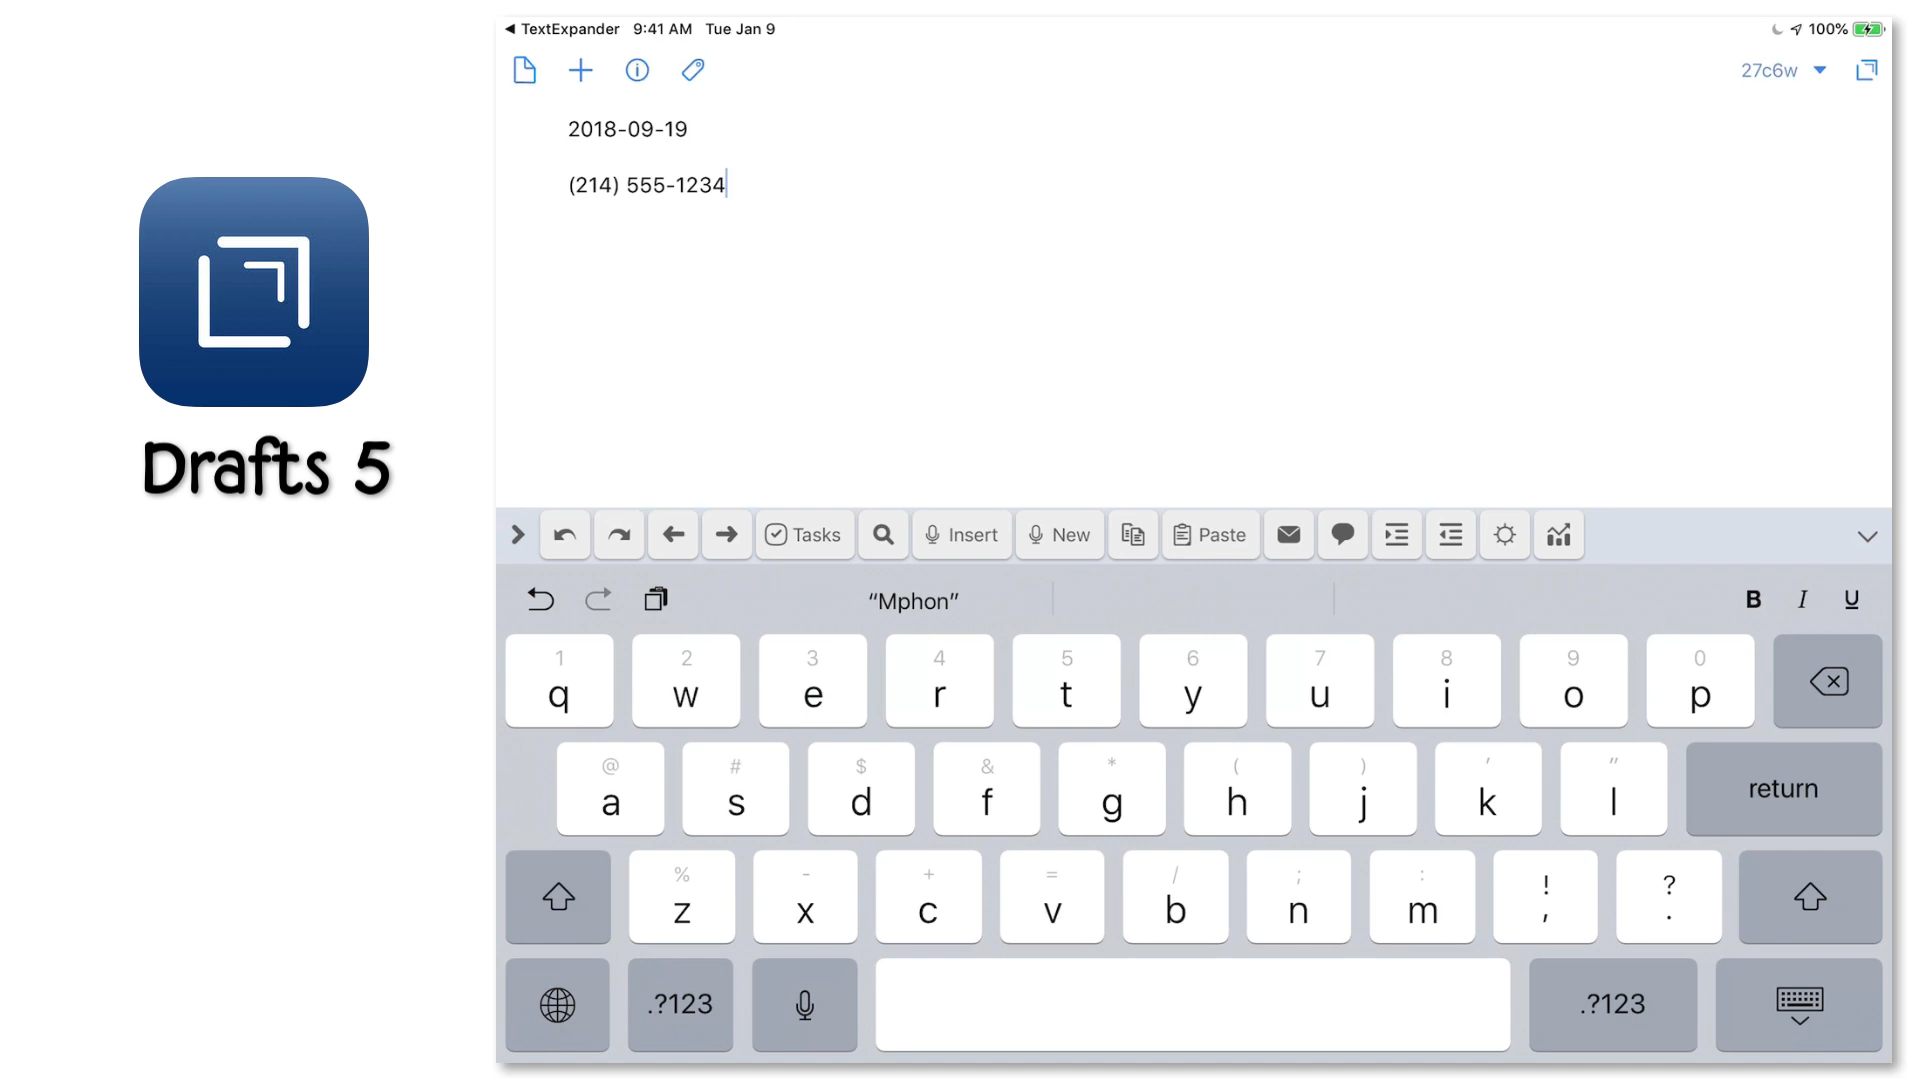 ◀ TextExpander 9:41 AM Tue Jan 9 100%
27c6w
2018-09-19
(214) 555-1234
Drafts 5
Tasks Insert New Paste
“Mphon” B I U
1 2 3 4 5 6 7 8 9 0
q w e r t y u i o p
@ # $ & * ( ) ' "
a s d f g h j k l return
% - + = / ; : ! ?
z x c v b n m , .
.?123 .?123